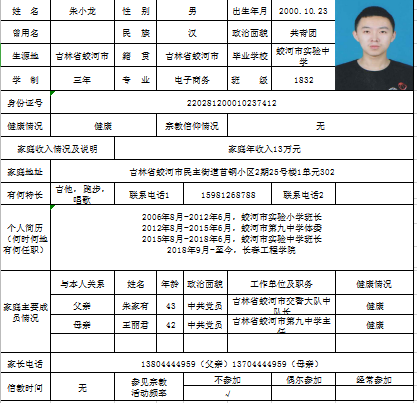 姓 名 朱小龙 性 别 男 出生年月 2000.10.23
曾用名 民 族 汉 政治面貌 共青团
生源地 吉林省蛟河市 籍 贯 吉林省蛟河市 毕业学校 蛟河市实验中学
学 制 三年 专 业 电子商务 班 级 1832
身份证号 220281200010237412
健康情况 健康 宗教信仰情况 无
家庭收入情况及说明 家庭年收入13万元
家庭地址 吉林省蛟河市民主街道首钢小区2期25号楼1单元302
有何特长 吉他，跑步，唱歌 联系电话1 15981268788 联系电话2
个人简历（何时何地有何任职）
2006年8月-2012年6月，蛟河市实验小学班长
2012年8月-2015年6月，蛟河市第九中学体委
2015年8月-2018年6月，蛟河市实验中学班长
2018年9月-至今，长春工程学院
家庭主要成员情况
与本人关系 姓名 年龄 政治面貌 工作单位及职务 健康情况
父亲 朱家有 43 中共党员 吉林省蛟河市交警大队中队长 健康
母亲 王丽君 42 中共党员 吉林省蛟河市第九中学主任 健康
家长电话 13804444959（父亲）13704444959（母亲）
信教时间 无 参见宗教活动频率 不参加 偶尔参加 经常参加
√